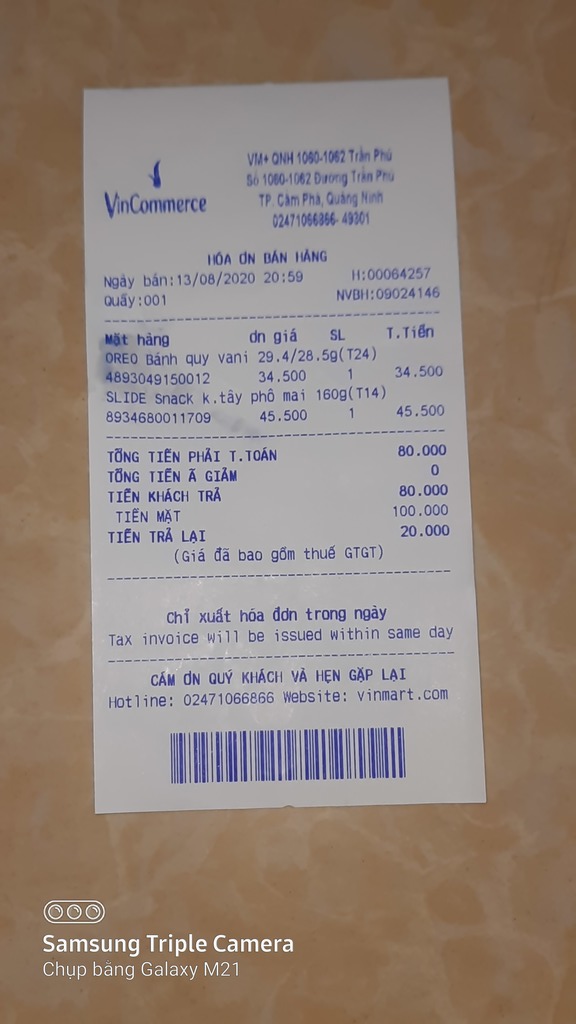 VinCommerce
VM+ QNH 1060-1062 Trần Phú
Số 1060-1062 Đường Trần Phú
TP. Cẩm Phả, Quảng Ninh
02471066866- 49301
HÓA ƠN BÁN HÀNG
Ngày bán:13/08/2020 20:59 H:00064257
Quầy:001 NVBH:09024146
Mặt hàng ơn giá SL T.Tiền
OREO Bánh quy vani 29.4/28.5g(T24)
4893049150012 34.500 1 34.500
SLIDE Snack k.tây phô mai 160g(T14)
8934680011709 45.500 1 45.500
TỔNG TIỀN PHẢI T.TOÁN 80.000
TỔNG TIỀN Ã GIẢM 0
TIỀN KHÁCH TRẢ 80.000
TIỀN MẶT 100.000
TIỀN TRẢ LẠI 20.000
(Giá đã bao gồm thuế GTGT)
Chỉ xuất hóa đơn trong ngày
Tax invoice will be issued within same day
CẢM ƠN QUÝ KHÁCH VÀ HẸN GẶP LẠI
Hotline: 02471066866 Website: vinmart.com
Samsung Triple Camera
Chụp bằng Galaxy M21